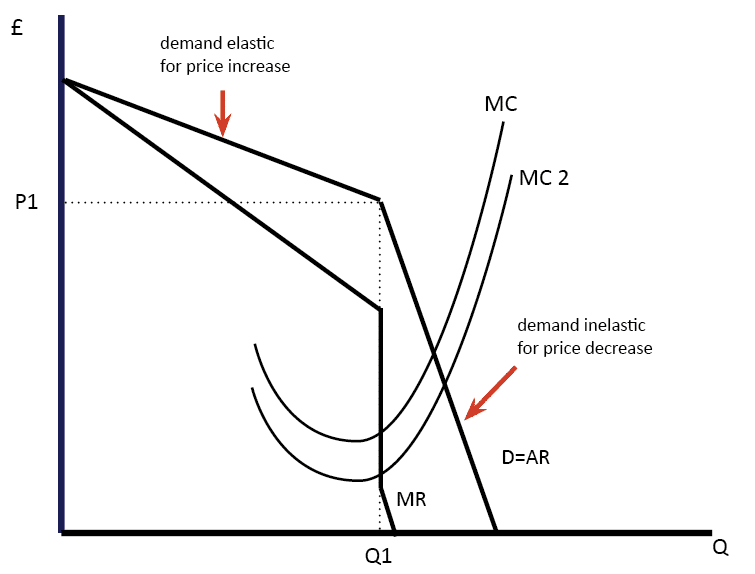 £
demand elastic
for price increase
MC
MC 2
P1
demand inelastic
for price decrease
D=AR
MR
Q1
Q